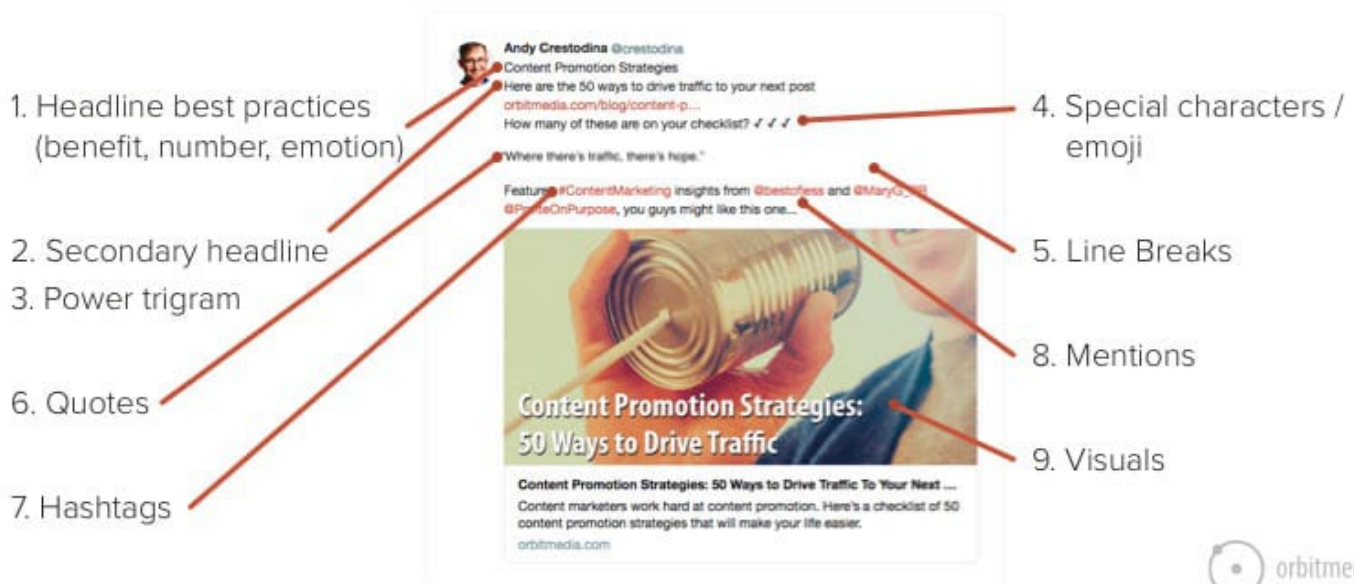 Andy Crestodina @crestodina
Content Promotion Strategies
Here are the 50 ways to drive traffic to your next post
orbitmedia.com/blog/content-p...
How many of these are on your checklist? ✓ ✓ ✓
"Where there's traffic, there's hope."
#ContentMarketing insights from @bestofjess and
you guys might like this one...
Content Promotion Strategies:
50 Ways to Drive Traffic
Content Promotion Strategies: 50 Ways to Drive Traffic To Your Next ....
Content marketers work hard at content promotion. Here's a checklist of 50
content promotion strategies that will make your life easier.
orbitmedia.com
1. Headline best practices
(benefit, number, emotion)
2. Secondary headline
3. Power trigram
6. Quotes
7. Hashtags
4. Special characters /
emoji
5. Line Breaks
8. Mentions
9. Visuals